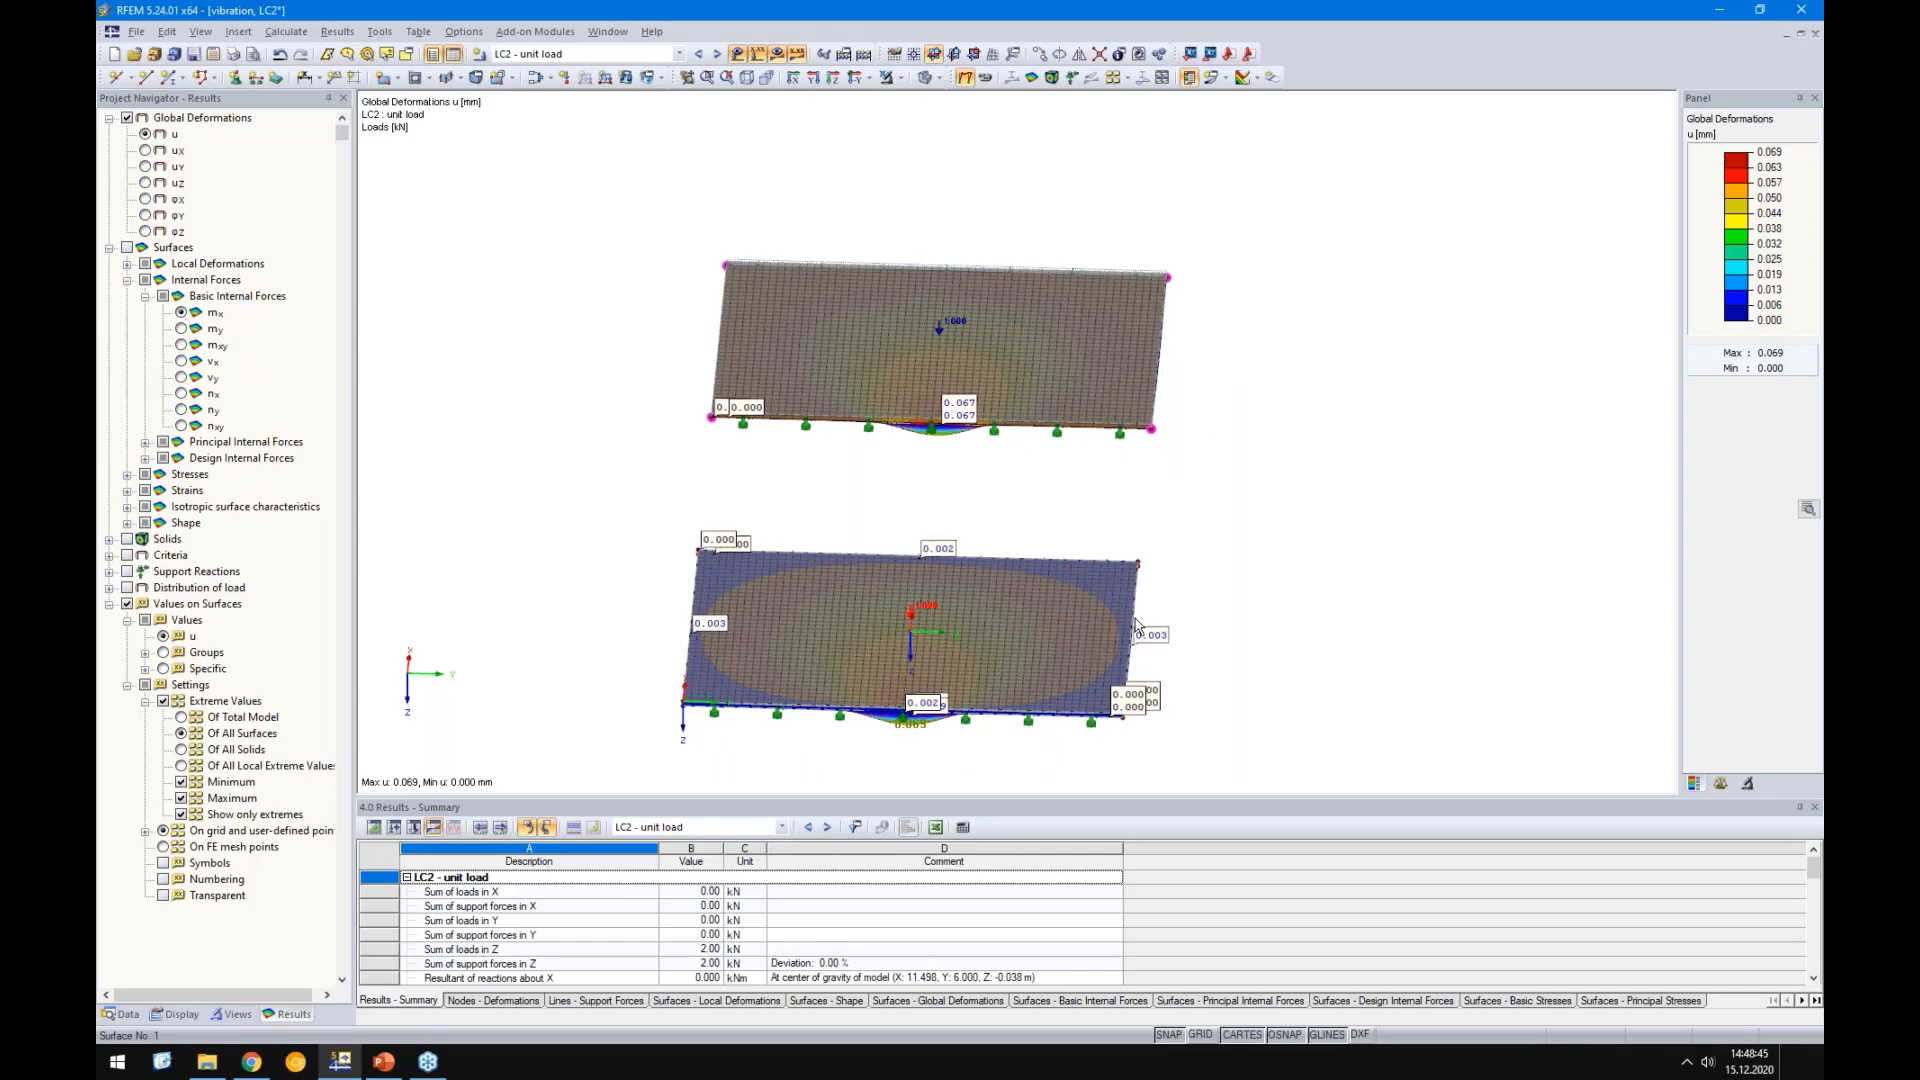 RFEM 5.24.01 x64 - [vibration, LC2*]
File Edit View Insert Calculate Results Tools Table Options Add-on Modules Window Help
LC2 - unit load
Project Navigator - Results
Global Deformations
u
uX
uY
uZ
φX
φY
φZ
Surfaces
Local Deformations
Internal Forces
Basic Internal Forces
mx
my
mxy
vx
vy
nx
ny
nxy
Principal Internal Forces
Design Internal Forces
Stresses
Strains
Isotropic surface characteristics
Shape
Solids
Criteria
Support Reactions
Distribution of load
Values on Surfaces
Values
u
Groups
Specific
Settings
Extreme Values
Of Total Model
Of All Surfaces
Of All Solids
Of All Local Extreme Values
Minimum
Maximum
Show only extremes
On grid and user-defined poin
On FE mesh points
Symbols
Numbering
Transparent
Data Display Views Results
Global Deformations u [mm]
LC2 : unit load
Loads [kN]
1.000
0.067
0.067
0.000
0.000
0.002
0.003
0.003
0.002
0.069
0.000
0.000
X
Y
Z
Z
Max u: 0.069, Min u: 0.000 mm
Panel
Global Deformations
u [mm]
0.069
0.063
0.057
0.050
0.044
0.038
0.032
0.025
0.019
0.013
0.006
0.000
Max : 0.069
Min : 0.000
4.0 Results - Summary
LC2 - unit load
A B C D
Description Value Unit Comment
LC2 - unit load
Sum of loads in X 0.00 kN
Sum of support forces in X 0.00 kN
Sum of loads in Y 0.00 kN
Sum of support forces in Y 0.00 kN
Sum of loads in Z 2.00 kN
Sum of support forces in Z 2.00 kN Deviation: 0.00 %
Resultant of reactions about X 0.000 kNm At center of gravity of model (X: 11.498, Y: 6.000, Z: -0.038 m)
Results - Summary Nodes - Deformations Lines - Support Forces Surfaces - Local Deformations Surfaces - Shape Surfaces - Global Deformations Surfaces - Basic Internal Forces Surfaces - Principal Internal Forces Surfaces - Design Internal Forces Surfaces - Basic Stresses Surfaces - Principal Stresses
Surface No. 1
SNAP GRID CARTES OSNAP GLINES DXF
14:48:45
15.12.2020